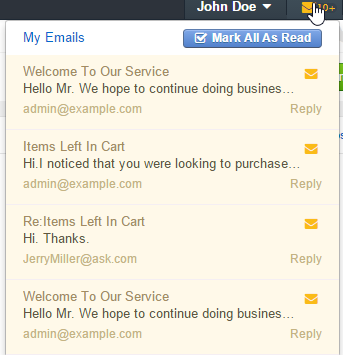 John Doe
10+
My Emails
Mark All As Read
Welcome To Our Service
Hello Mr. We hope to continue doing busines...
admin@example.com Reply
Items Left In Cart
Hi.I noticed that you were looking to purchase...
admin@example.com Reply
Re:Items Left In Cart
Hi. Thanks.
JerryMiller@ask.com Reply
Welcome To Our Service
Hello Mr. We hope to continue doing busines...
admin@example.com Reply